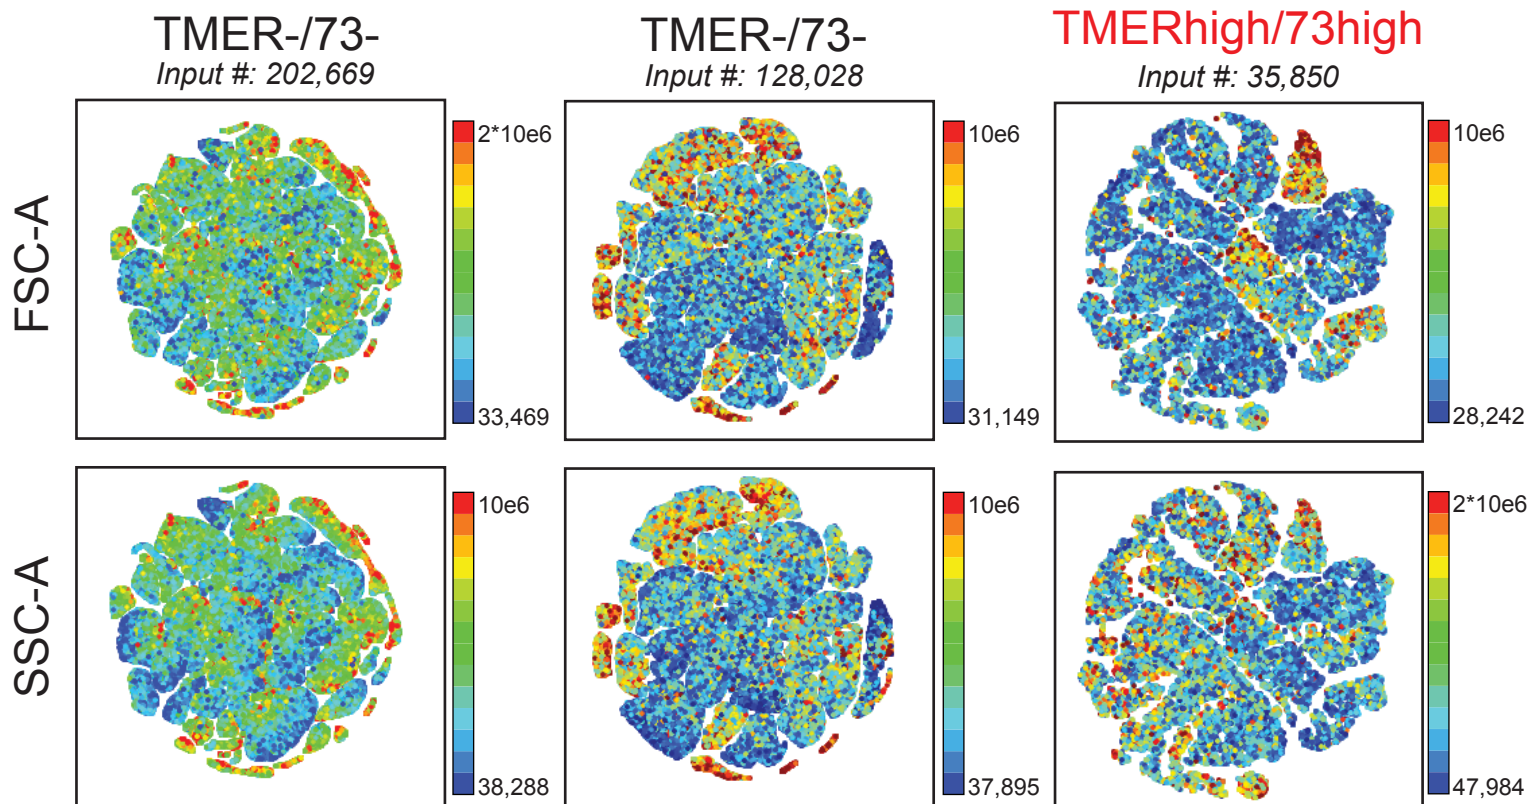 TMER-/73-
Input #: 202,669
TMER-/73-
Input #: 128,028
TMERhigh/73high
Input #: 35,850
FSC-A
2*10e6
33,469
10e6
31,149
10e6
28,242
SSC-A
10e6
38,288
10e6
37,895
2*10e6
47,984